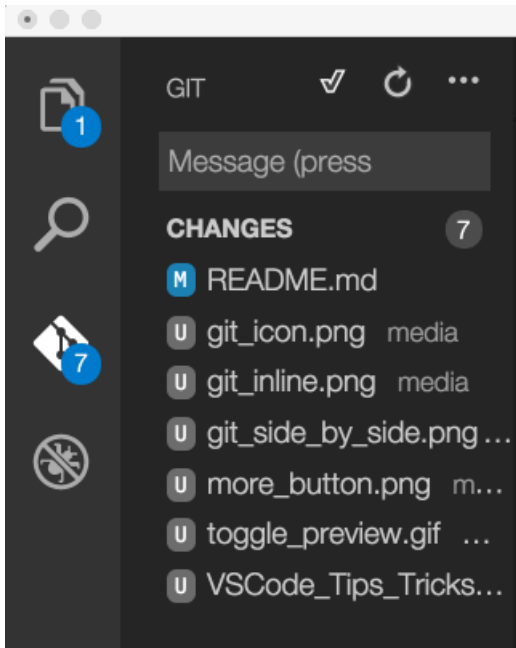 GIT ...
1
Message (press
CHANGES 7
M README.md
U git_icon.png media
7
U git_inline.png media
U git_side_by_side.png ...
U more_button.png m...
U toggle_preview.gif ...
U VSCode_Tips_Tricks...